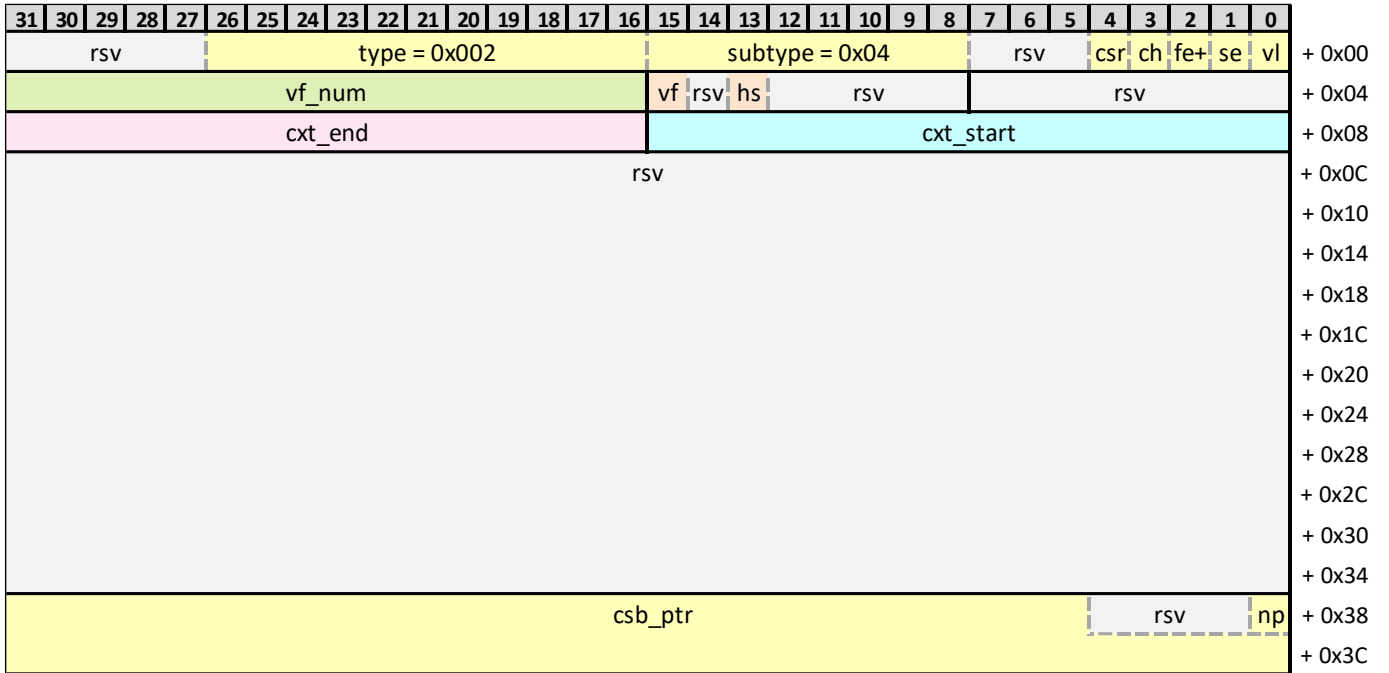 31 30 29 28 27 26 25 24 23 22 21 20 19 18 17 16 15 14 13 12 11 10 9 8 7 6 5 4 3 2 1 0
rsv type = 0x002 subtype = 0x04 rsv csr ch fe+ se vl + 0x00
vf_num vf rsv hs rsv rsv + 0x04
cxt_end cxt_start + 0x08
rsv + 0x0C
+ 0x10
+ 0x14
+ 0x18
+ 0x1C
+ 0x20
+ 0x24
+ 0x28
+ 0x2C
+ 0x30
+ 0x34
csb_ptr rsv np + 0x38
+ 0x3C